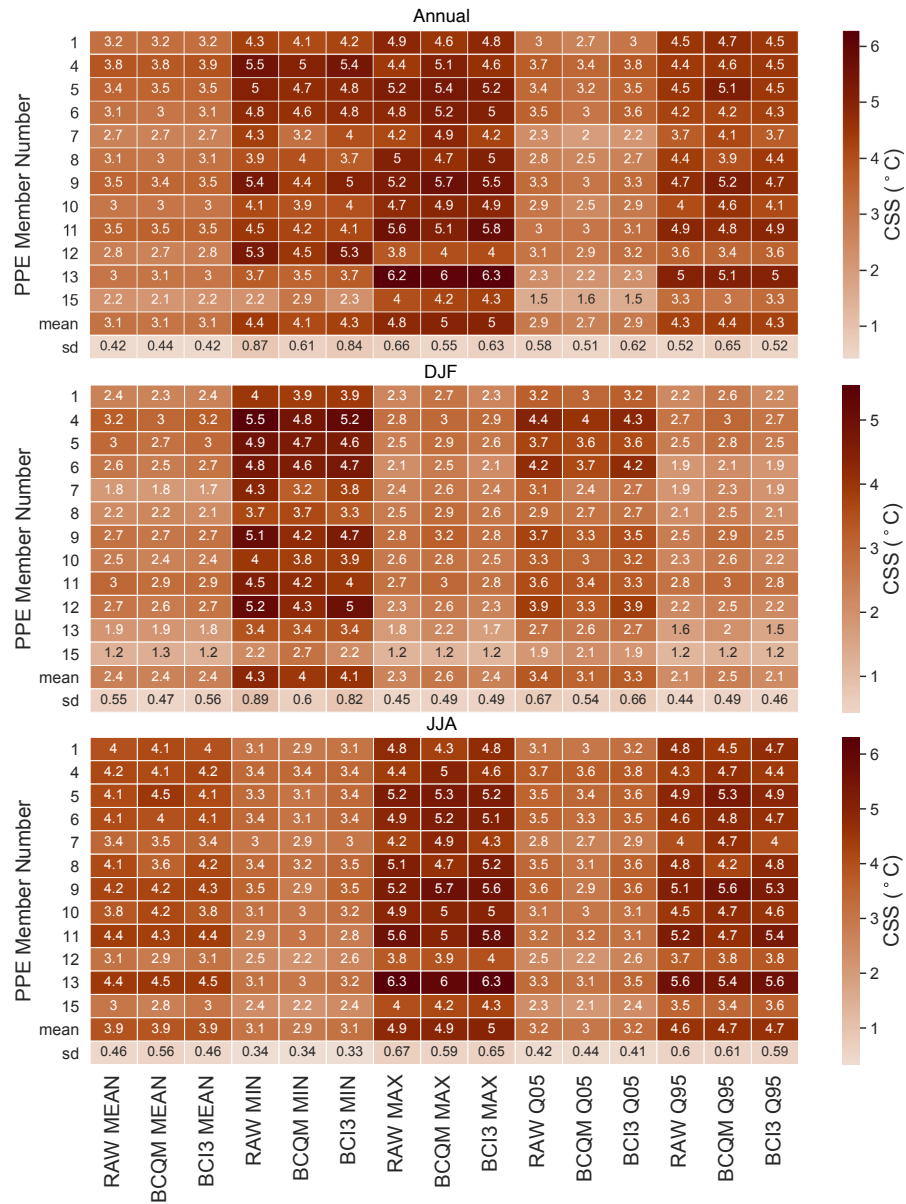 Annual
1 3.2 3.2 3.2 4.3 4.1 4.2 4.9 4.6 4.8 3 2.7 3 4.5 4.7 4.5
4 3.8 3.8 3.9 5.5 5 5.4 4.4 5.1 4.6 3.7 3.4 3.8 4.4 4.6 4.5
5 3.4 3.5 3.5 5 4.7 4.8 5.2 5.4 5.2 3.4 3.2 3.5 4.5 5.1 4.5
6 3.1 3 3.1 4.8 4.6 4.8 4.8 5.2 5 3.5 3 3.6 4.2 4.2 4.3
7 2.7 2.7 2.7 4.3 3.2 4 4.2 4.9 4.2 2.3 2 2.2 3.7 4.1 3.7
8 3.1 3 3.1 3.9 4 3.7 5 4.7 5 2.8 2.5 2.7 4.4 3.9 4.4
9 3.5 3.4 3.5 5.4 4.4 5 5.2 5.7 5.5 3.3 3 3.3 4.7 5.2 4.7
10 3 3 3 4.1 3.9 4 4.7 4.9 4.9 2.9 2.5 2.9 4 4.6 4.1
11 3.5 3.5 3.5 4.5 4.2 4.1 5.6 5.1 5.8 3 3 3.1 4.9 4.8 4.9
12 2.8 2.7 2.8 5.3 4.5 5.3 3.8 4 4 3.1 2.9 3.2 3.6 3.4 3.6
13 3 3.1 3 3.7 3.5 3.7 6.2 6 6.3 2.3 2.2 2.3 5 5.1 5
15 2.2 2.1 2.2 2.2 2.9 2.3 4 4.2 4.3 1.5 1.6 1.5 3.3 3 3.3
mean 3.1 3.1 3.1 4.4 4.1 4.3 4.8 5 5 2.9 2.7 2.9 4.3 4.4 4.3
sd 0.42 0.44 0.42 0.87 0.61 0.84 0.66 0.55 0.63 0.58 0.51 0.62 0.52 0.65 0.52
PPE Member Number
6
5
4
3
2
1
CSS (°C)
DJF
1 2.4 2.3 2.4 4 3.9 3.9 2.3 2.7 2.3 3.2 3 3.2 2.2 2.6 2.2
4 3.2 3 3.2 5.5 4.8 5.2 2.8 3 2.9 4.4 4 4.3 2.7 3 2.7
5 3 2.7 3 4.9 4.7 4.6 2.5 2.9 2.6 3.7 3.6 3.6 2.5 2.8 2.5
6 2.6 2.5 2.7 4.8 4.6 4.7 2.1 2.5 2.1 4.2 3.7 4.2 1.9 2.1 1.9
7 1.8 1.8 1.7 4.3 3.2 3.8 2.4 2.6 2.4 3.1 2.4 2.7 1.9 2.3 1.9
8 2.2 2.2 2.1 3.7 3.7 3.3 2.5 2.9 2.6 2.9 2.7 2.7 2.1 2.5 2.1
9 2.7 2.7 2.7 5.1 4.2 4.7 2.8 3.2 2.8 3.7 3.3 3.5 2.5 2.9 2.5
10 2.5 2.4 2.4 4 3.8 3.9 2.6 2.8 2.5 3.3 3 3.2 2.3 2.6 2.2
11 3 2.9 2.9 4.5 4.2 4 2.7 3 2.8 3.6 3.4 3.3 2.8 3 2.8
12 2.7 2.6 2.7 5.2 4.3 5 2.3 2.6 2.3 3.9 3.3 3.9 2.2 2.5 2.2
13 1.9 1.9 1.8 3.4 3.4 3.4 1.8 2.2 1.7 2.7 2.6 2.7 1.6 2 1.5
15 1.2 1.3 1.2 2.2 2.7 2.2 1.2 1.2 1.2 1.9 2.1 1.9 1.2 1.2 1.2
mean 2.4 2.4 2.4 4.3 4 4.1 2.3 2.6 2.4 3.4 3.1 3.3 2.1 2.5 2.1
sd 0.55 0.47 0.56 0.89 0.6 0.82 0.45 0.49 0.49 0.67 0.54 0.66 0.44 0.49 0.46
PPE Member Number
5
4
3
2
1
CSS (°C)
JJA
1 4 4.1 4 3.1 2.9 3.1 4.8 4.3 4.8 3.1 3 3.2 4.8 4.5 4.7
4 4.2 4.1 4.2 3.4 3.4 3.4 4.4 5 4.6 3.7 3.6 3.8 4.3 4.7 4.4
5 4.1 4.5 4.1 3.3 3.1 3.4 5.2 5.3 5.2 3.5 3.4 3.6 4.9 5.3 4.9
6 4.1 4 4.1 3.4 3.1 3.4 4.9 5.2 5.1 3.5 3.3 3.5 4.6 4.8 4.7
7 3.4 3.5 3.4 3 2.9 3 4.2 4.9 4.3 2.8 2.7 2.9 4 4.7 4
8 4.1 3.6 4.2 3.4 3.2 3.5 5.1 4.7 5.2 3.5 3.1 3.6 4.8 4.2 4.8
9 4.2 4.2 4.3 3.5 2.9 3.5 5.2 5.7 5.6 3.6 2.9 3.6 5.1 5.6 5.3
10 3.8 4.2 3.8 3.1 3 3.2 4.9 5 5 3.1 3 3.1 4.5 4.7 4.6
11 4.4 4.3 4.4 2.9 3 2.8 5.6 5 5.8 3.2 3.2 3.1 5.2 4.7 5.4
12 3.1 2.9 3.1 2.5 2.2 2.6 3.8 3.9 4 2.5 2.2 2.6 3.7 3.8 3.8
13 4.4 4.5 4.5 3.1 3 3.2 6.3 6 6.3 3.3 3.1 3.5 5.6 5.4 5.6
15 3 2.8 3 2.4 2.2 2.4 4 4.2 4.3 2.3 2.1 2.4 3.5 3.4 3.6
mean 3.9 3.9 3.9 3.1 2.9 3.1 4.9 4.9 5 3.2 3 3.2 4.6 4.7 4.7
sd 0.46 0.56 0.46 0.34 0.34 0.33 0.67 0.59 0.65 0.42 0.44 0.41 0.6 0.61 0.59
PPE Member Number
6
5
4
3
2
1
CSS (°C)
RAW MEAN
BCQM MEAN
BCI3 MEAN
RAW MIN
BCQM MIN
BCI3 MIN
RAW MAX
BCQM MAX
BCI3 MAX
RAW Q05
BCQM Q05
BCI3 Q05
RAW Q95
BCQM Q95
BCI3 Q95